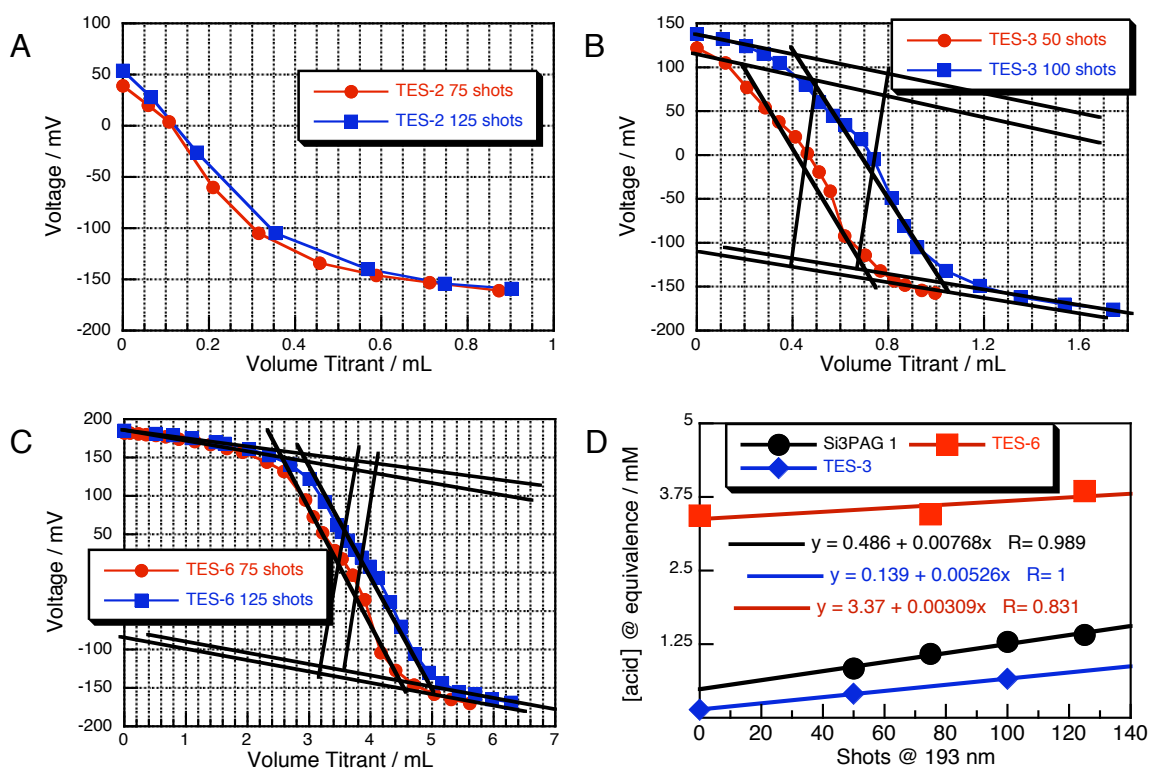 A
100
50
0
-50
-100
-150
-200
Voltage / mV
TES-2 75 shots
TES-2 125 shots
0
0.2
0.4
0.6
0.8
1
Volume Titrant / mL
B
150
100
50
0
-50
-100
-150
-200
Voltage / mV
TES-3 50 shots
TES-3 100 shots
0
0.4
0.8
1.2
1.6
Volume Titrant / mL
C
200
150
100
50
-100
-150
-200
Voltage / mV
TES-6 75 shots
TES-6 125 shots
0
1
2
3
4
5
6
7
Volume Titrant / mL
D
5
3.75
2.5
1.25
[acid] @ equivalence / mM
Si3PAG 1
TES-6
TES-3
y = 0.486 + 0.00768x R= 0.989
y = 0.139 + 0.00526x R= 1
y = 3.37 + 0.00309x R= 0.831
0
20
40
60
80
100
120
140
Shots @ 193 nm